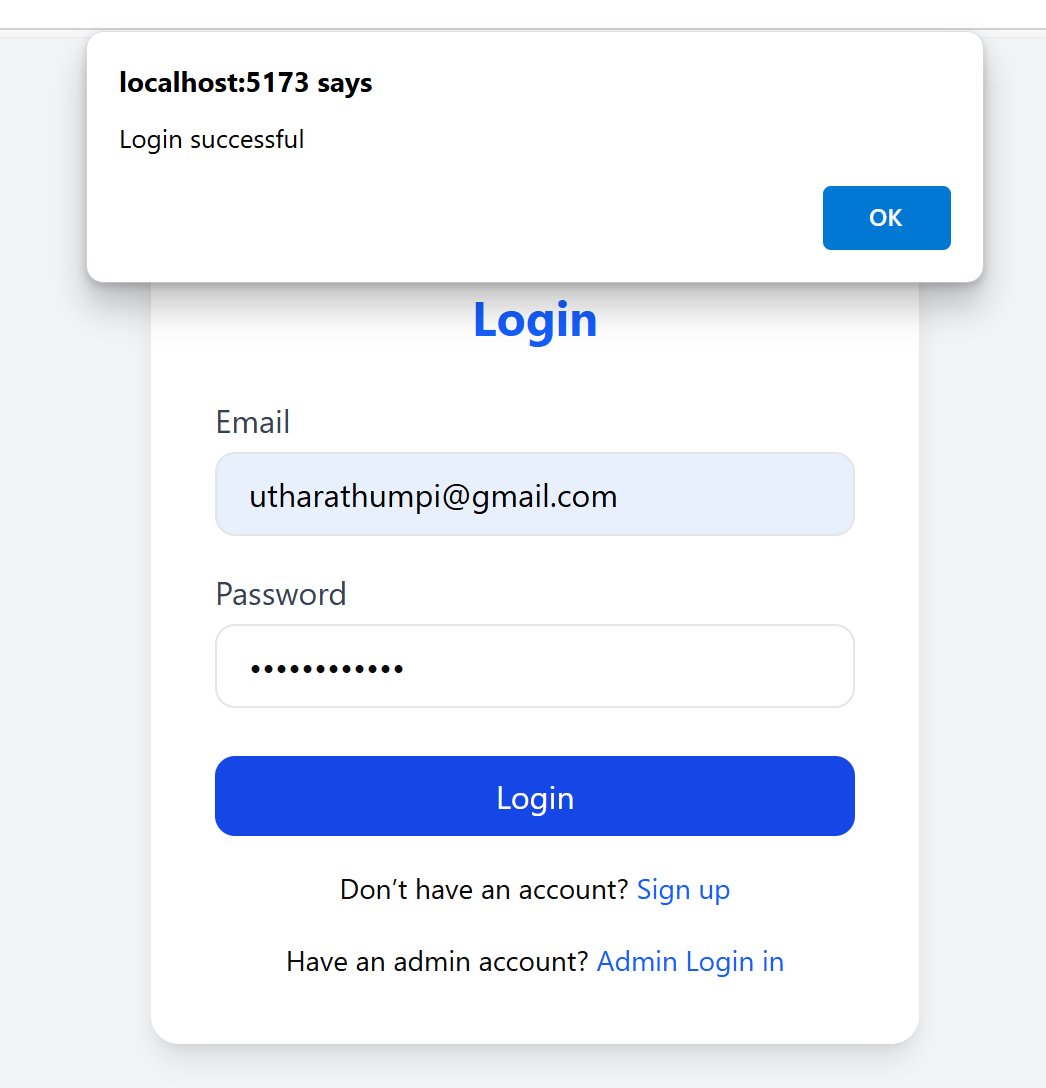 localhost:5173 says
Login successful
OK
Login
Email
utharathumpi@gmail.com
Password
••••••••••••
Login
Don’t have an account? Sign up
Have an admin account? Admin Login in